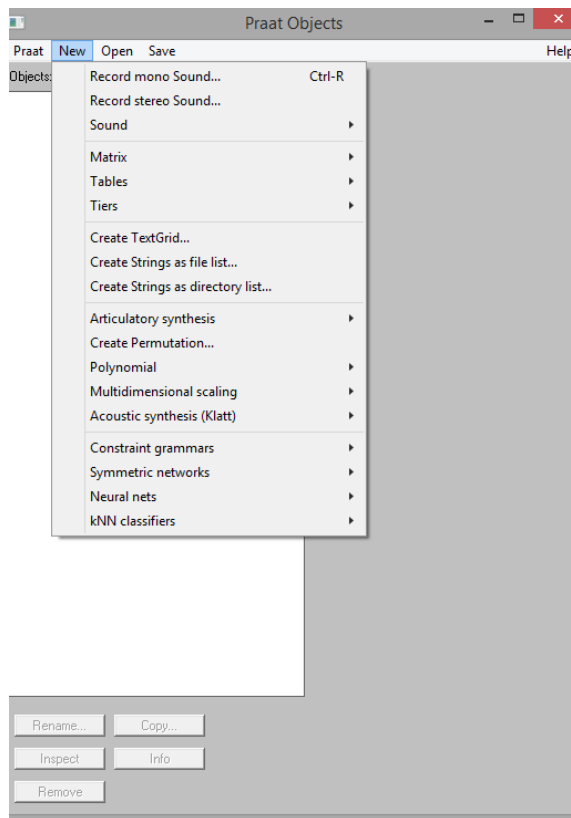 Praat Objects
Praat New Open Save Help
Objects:
Record mono Sound... Ctrl-R
Record stereo Sound...
Sound
Matrix
Tables
Tiers
Create TextGrid...
Create Strings as file list...
Create Strings as directory list...
Articulatory synthesis
Create Permutation...
Polynomial
Multidimensional scaling
Acoustic synthesis (Klatt)
Constraint grammars
Symmetric networks
Neural nets
kNN classifiers
Rename... Copy...
Inspect Info
Remove